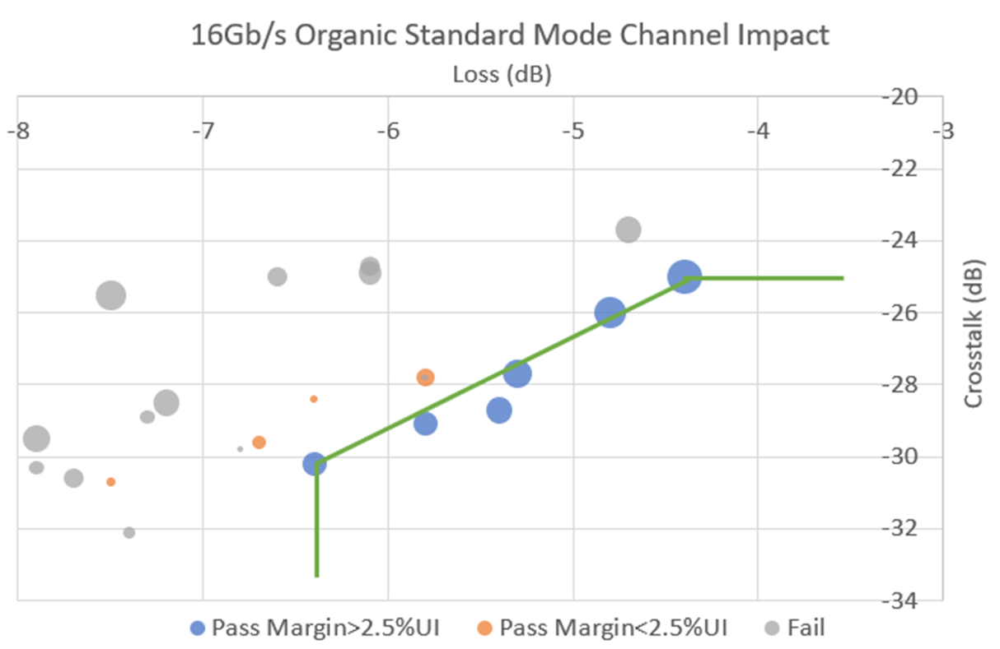 16Gb/s Organic Standard Mode Channel Impact
Loss (dB)
-20
-8 -7 -6 -5 -4 -3
-22
-24
-26
-28
-30
-32
-34
Crosstalk (dB)
Pass Margin>2.5%UI Pass Margin<2.5%UI Fail